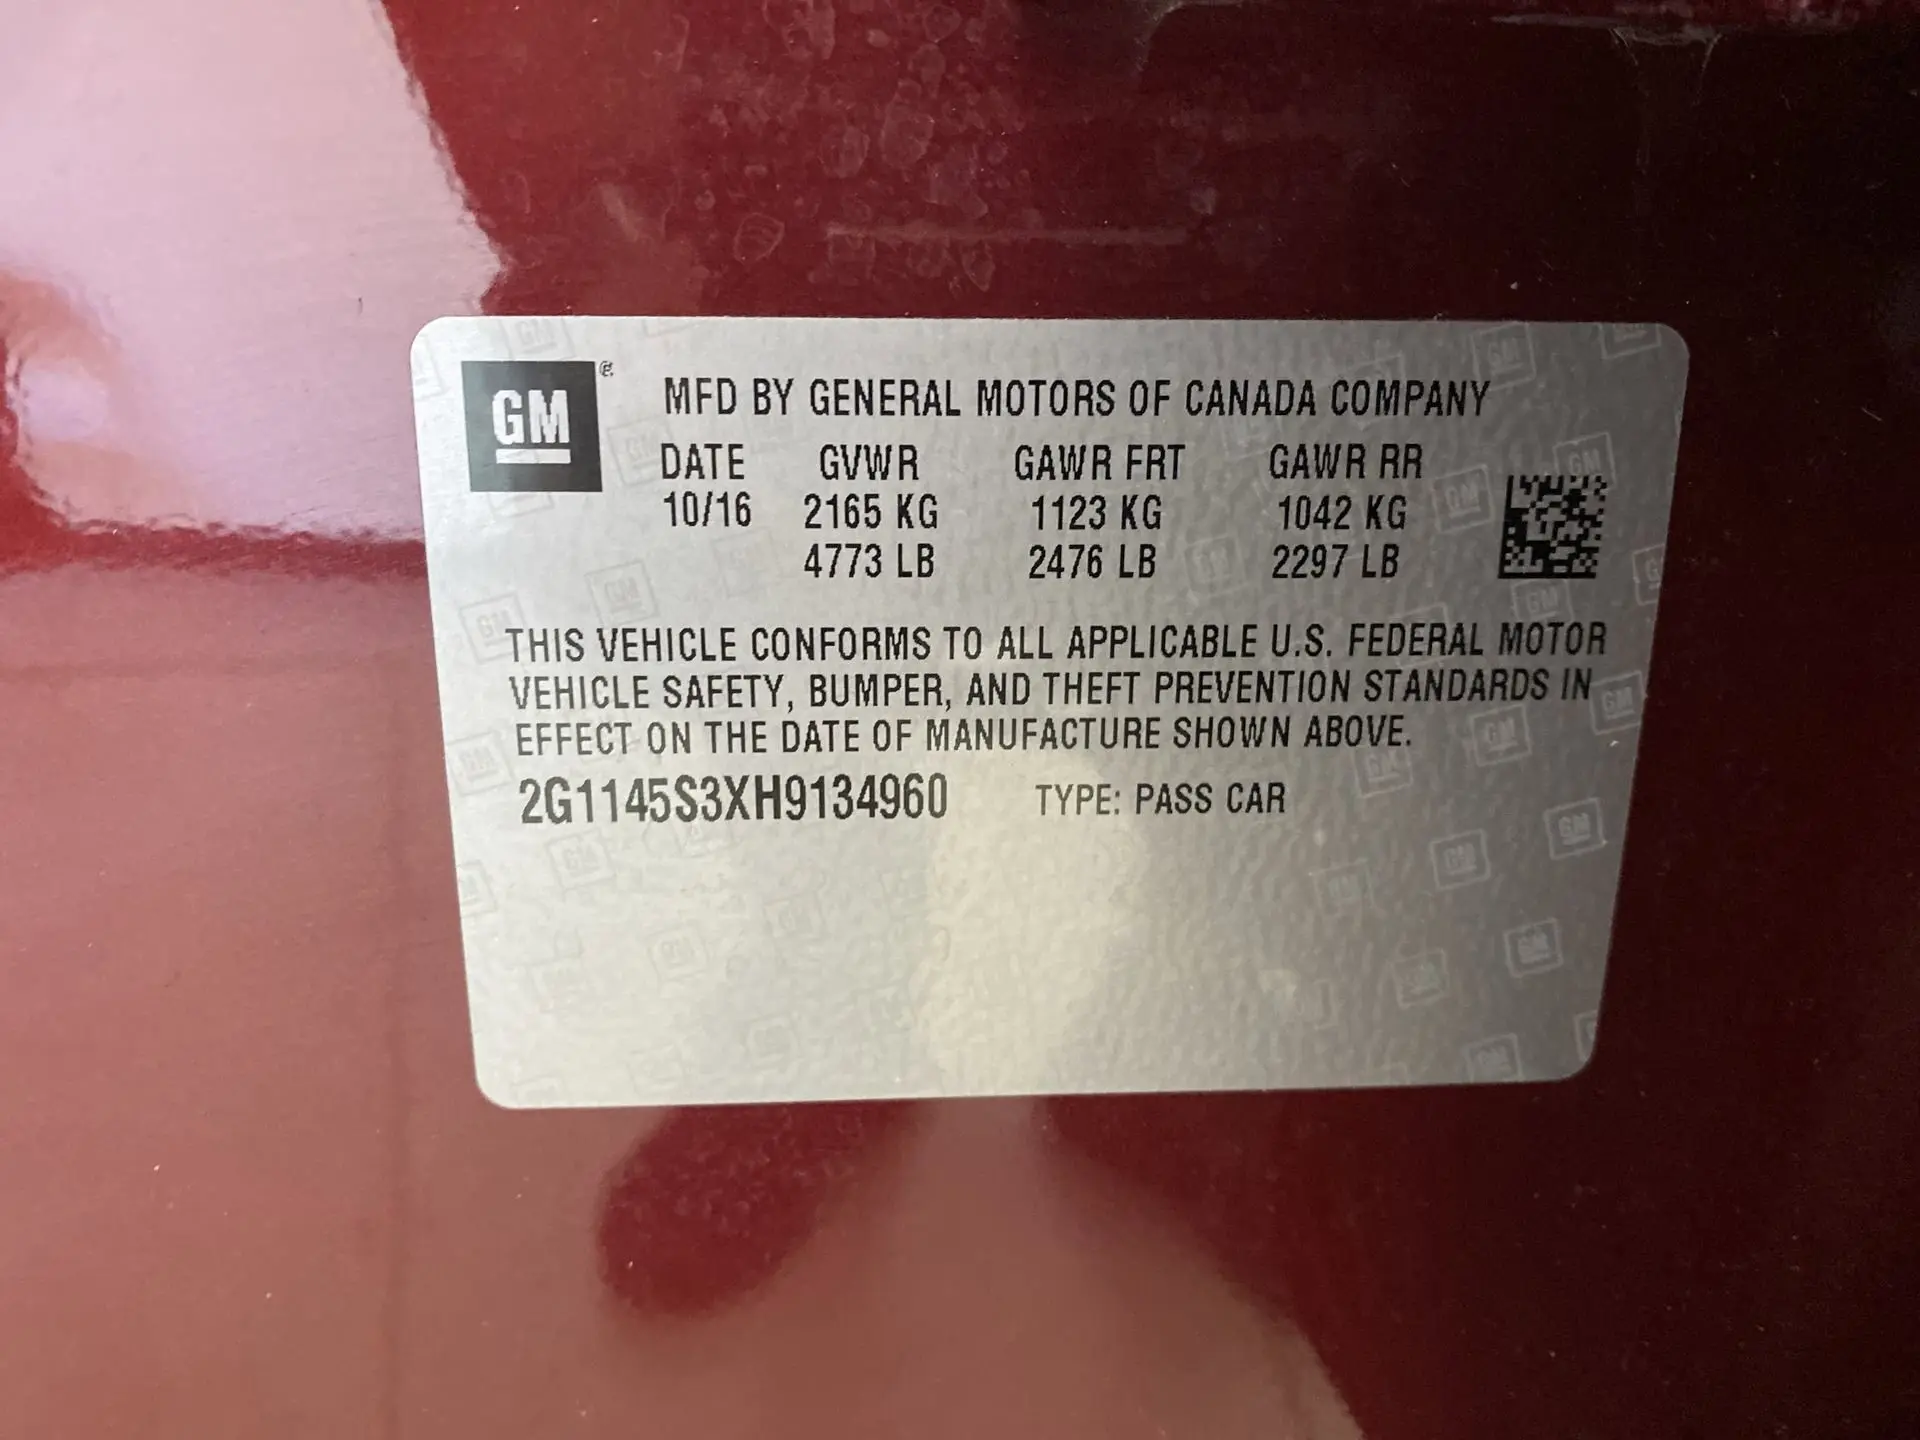 GM®
MFD BY GENERAL MOTORS OF CANADA COMPANY
DATE GVWR GAWR FRT GAWR RR
10/16 2165 KG 1123 KG 1042 KG
4773 LB 2476 LB 2297 LB
THIS VEHICLE CONFORMS TO ALL APPLICABLE U.S. FEDERAL MOTOR
VEHICLE SAFETY, BUMPER, AND THEFT PREVENTION STANDARDS IN
EFFECT ON THE DATE OF MANUFACTURE SHOWN ABOVE.
2G1145S3XH9134960 TYPE: PASS CAR